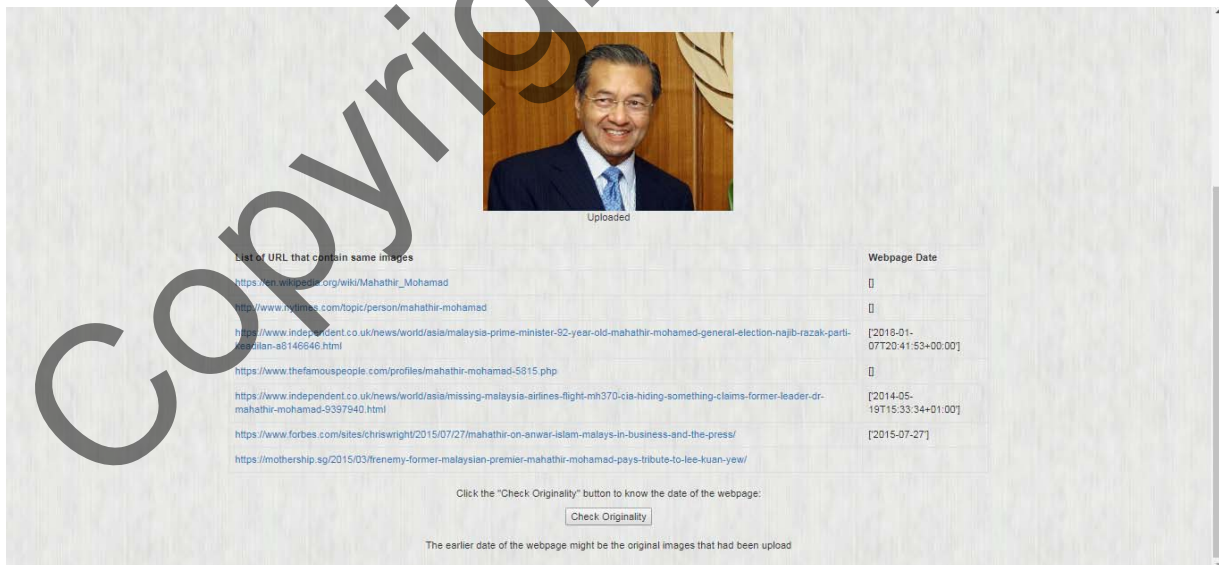 Copyrig
Uploaded
List of URL that contain same images Webpage Date
https://en.wikipedia.org/wiki/Mahathir_Mohamad []
http://www.nytimes.com/topic/person/mahathir-mohamad []
https://www.independent.co.uk/news/world/asia/malaysia-prime-minister-92-year-old-mahathir-mohamed-general-election-najib-razak-parti- ['2018-01-
keadilan-a8146646.html 07T20:41:53+00:00']
https://www.thefamouspeople.com/profiles/mahathir-mohamad-5815.php []
https://www.independent.co.uk/news/world/asia/missing-malaysia-airlines-flight-mh370-cia-hiding-something-claims-former-leader-dr- ['2014-05-
mahathir-mohamad-9397940.html 19T15:33:34+01:00']
https://www.forbes.com/sites/chriswright/2015/07/27/mahathir-on-anwar-islam-malays-in-business-and-the-press/ ['2015-07-27']
https://mothership.sg/2015/03/frenemy-former-malaysian-premier-mahathir-mohamad-pays-tribute-to-lee-kuan-yew/
Click the "Check Originality" button to know the date of the webpage:
Check Originality
The earlier date of the webpage might be the original images that had been upload